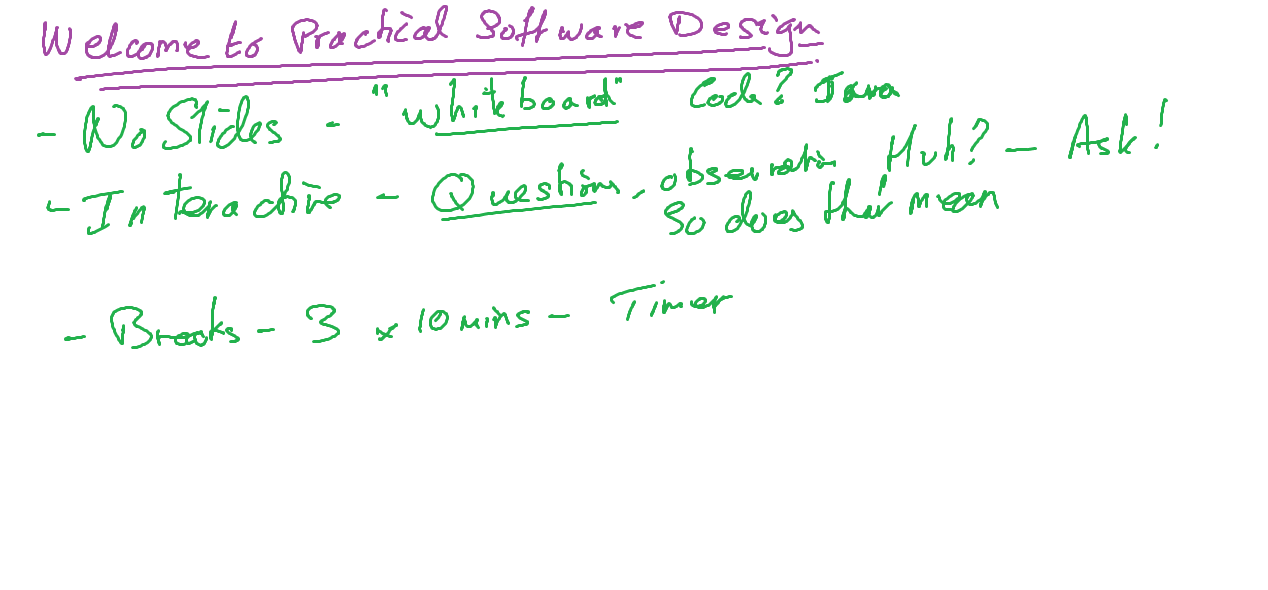 Welcome to Practical Software Design
- No Slides - "Whiteboard" Code? Java
- Interactive - Questions, observation Huh? - Ask!
So does that mean
- Breaks - 3 x 10 mins - Timer